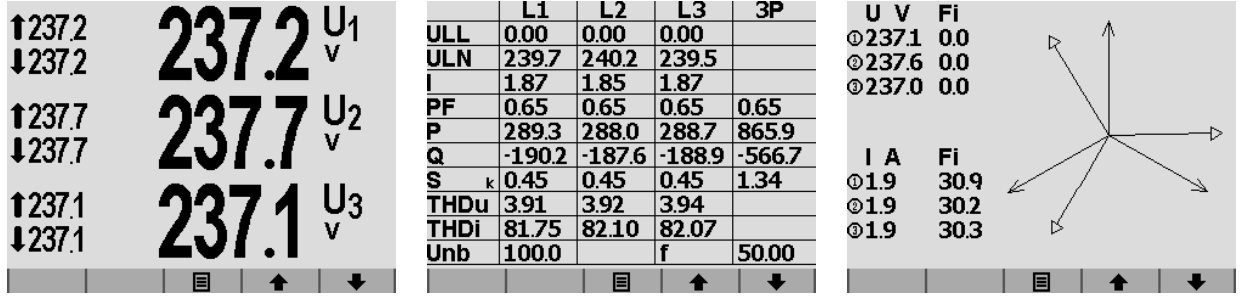 ↑237.2 237.2 U1
↓237.2 V
↑237.7 237.7 U2
↓237.7 V
↑237.1 237.1 U3
↓237.1 V
L1 L2 L3 3P
ULL 0.00 0.00 0.00
ULN 239.7 240.2 239.5
I 1.87 1.85 1.87
PF 0.65 0.65 0.65 0.65
P 289.3 288.0 288.7 865.9
Q -190.2 -187.6 -188.9 -566.7
S k 0.45 0.45 0.45 1.34
THDu 3.91 3.92 3.94
THDi 81.75 82.10 82.07
Unb 100.0 f 50.00
U V Fi
①237.1 0.0
②237.6 0.0
③237.0 0.0
I A Fi
①1.9 30.9
②1.9 30.2
③1.9 30.3